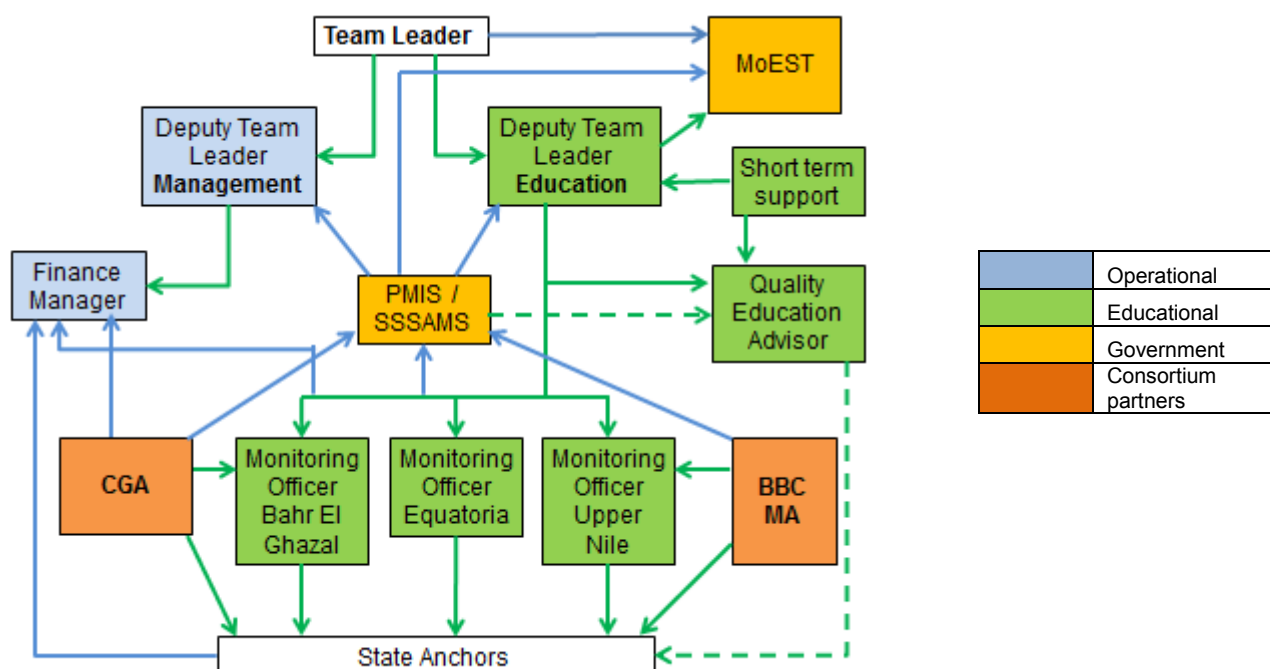 Team Leader
MoEST
Deputy Team
Leader
Management
Deputy Team
Leader
Education
Short term
support
Finance
Manager
PMIS /
SSSAMS
Quality
Education
Advisor
Operational
Educational
Government
Consortium
partners
CGA
Monitoring
Officer
Bahr El
Ghazal
Monitoring
Officer
Equatoria
Monitoring
Officer
Upper
Nile
BBC
MA
State Anchors